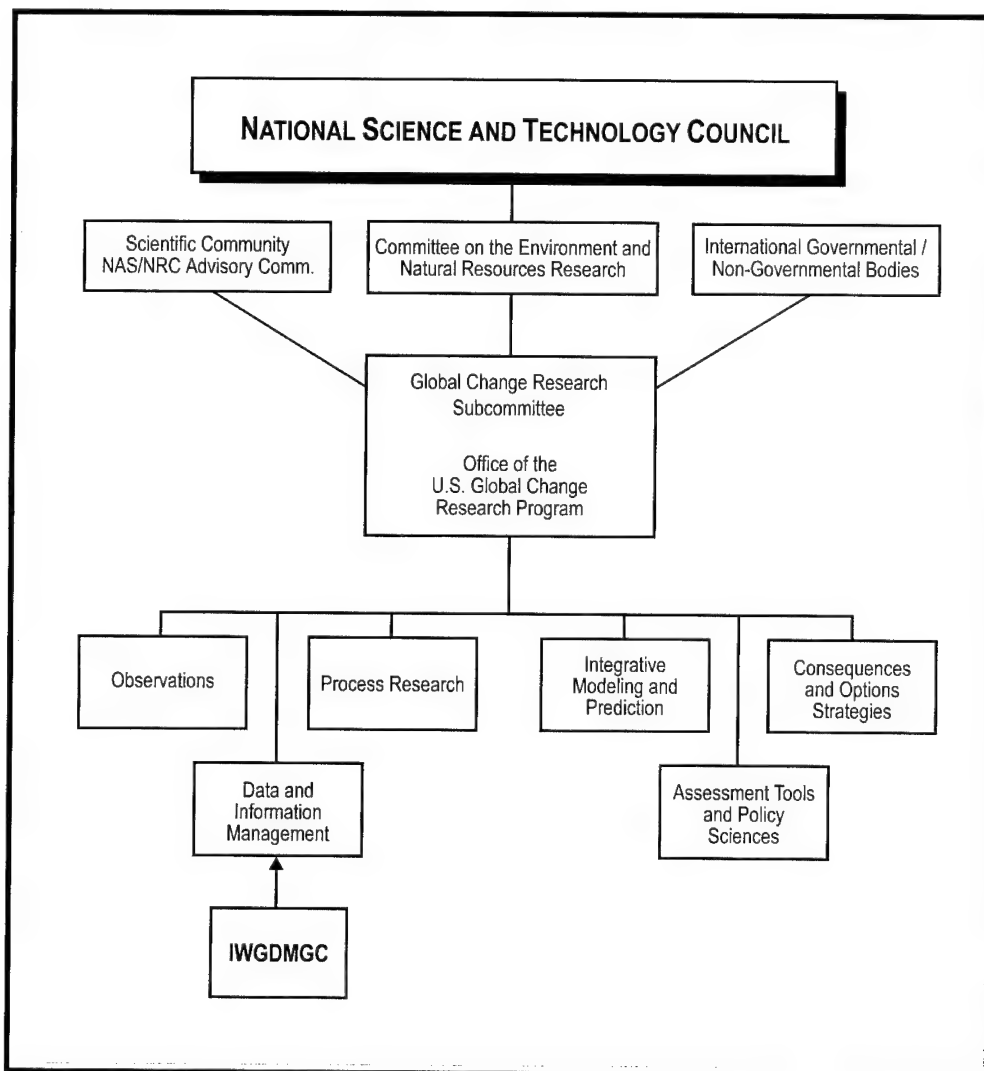 NATIONAL SCIENCE AND TECHNOLOGY COUNCIL
Scientific Community
NAS/NRC Advisory Comm.
Committee on the Environment and
Natural Resources Research
International Governmental /
Non-Governmental Bodies
Global Change Research
Subcommittee
Office of the
U.S. Global Change
Research Program
Observations
Process Research
Integrative
Modeling and
Prediction
Consequences
and Options
Strategies
Data and
Information
Management
Assessment Tools
and Policy
Sciences
IWGDMGC